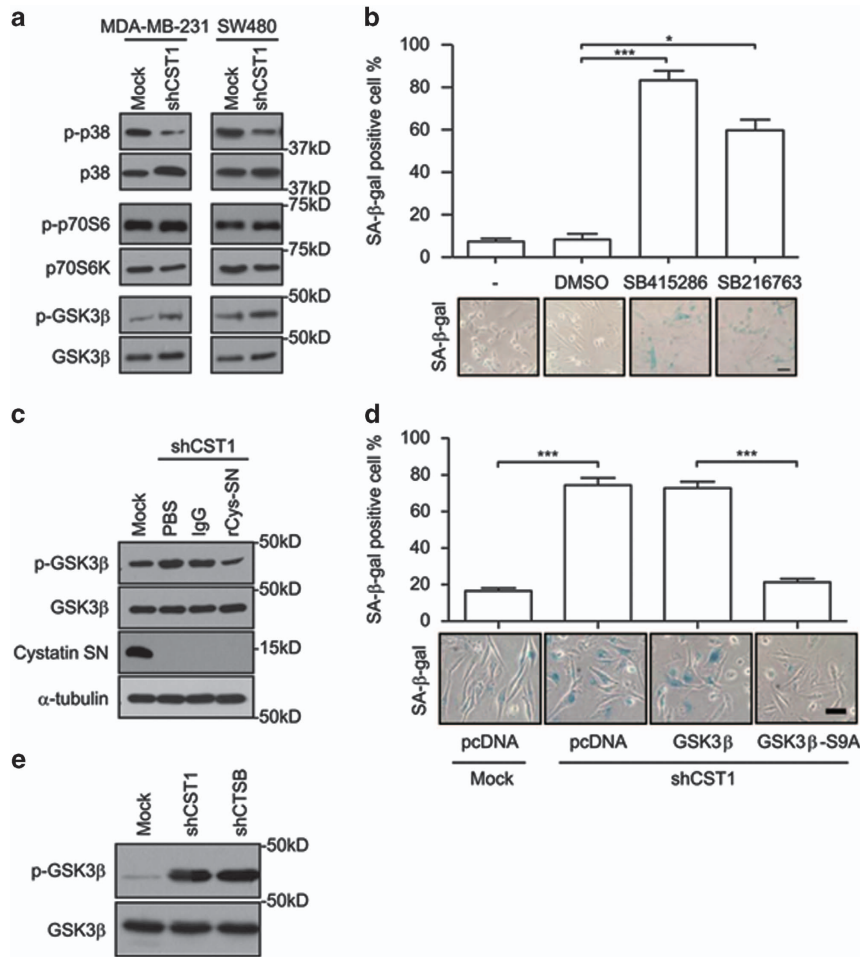 a
MDA-MB-231 SW480
Mock shCST1 Mock shCST1
p-p38
-37kD
p38
-37kD
-75kD
p-p70S6
-75kD
p70S6K
-50kD
p-GSK3β
-50kD
GSK3β
b
SA-β-gal positive cell %
100
80
60
40
20
0
*
***
- DMSO SB415286 SB216763
SA-β-gal
c
shCST1
Mock PBS IgG rCys-SN
-50kD
p-GSK3β
-50kD
GSK3β
Cystatin SN -15kD
α-tubulin
-50kD
d
SA-β-gal positive cell %
100
80
60
40
20
0
*** ***
SA-β-gal
pcDNA pcDNA GSK3β GSK3β-S9A
Mock shCST1
e
Mock shCST1 shCTSB
-50kD
p-GSK3β
-50kD
GSK3β